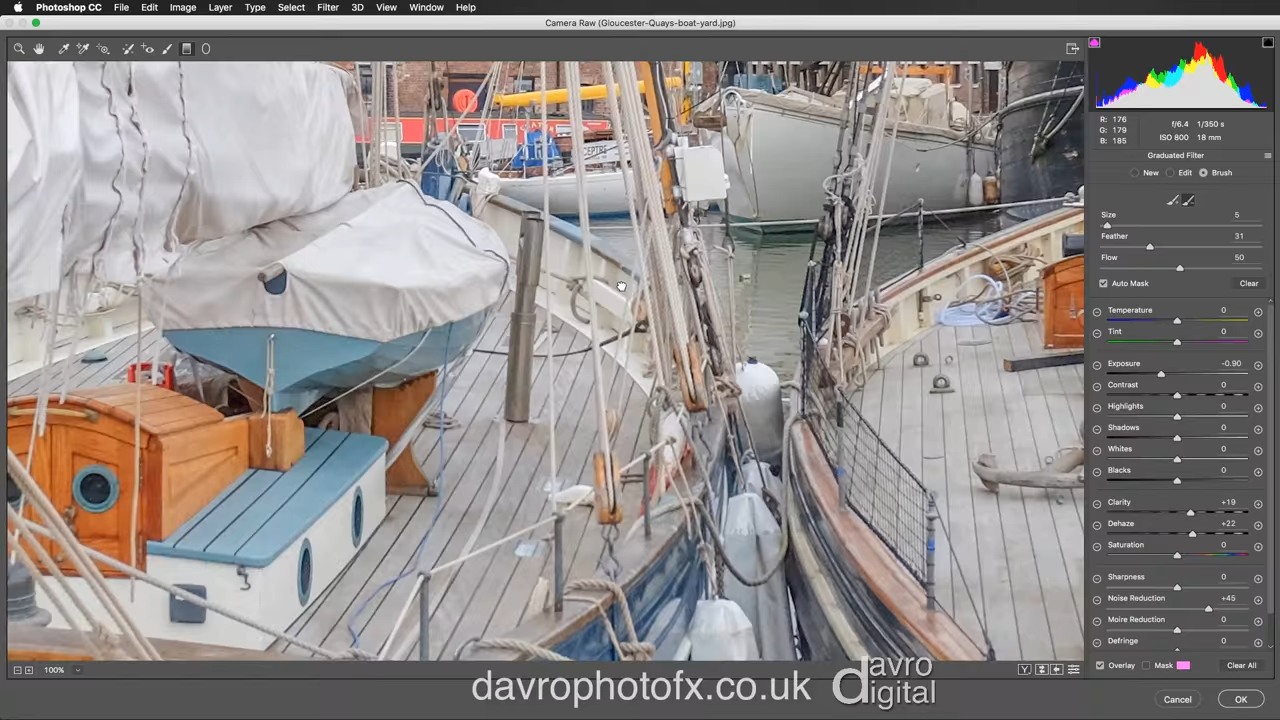 Photoshop CC File Edit Image Layer Type Select Filter 3D View Window Help
Camera Raw (Gloucester-Quays-boat-yard.jpg)
R: 176
G: 179
B: 185
f/6.4 1/350 s
ISO 800 18 mm
Graduated Filter
New Edit Brush
Size 5
Feather 31
Flow 50
Auto Mask Clear
Temperature 0
Tint 0
Exposure -0.90
Contrast 0
Highlights 0
Shadows 0
Whites 0
Blacks 0
Clarity +19
Dehaze +22
Saturation 0
Sharpness 0
Noise Reduction +45
Moire Reduction 0
Defringe 0
100%
Y
Overlay Mask Clear All
davrophotofx.co.uk
davro
digital
Cancel OK